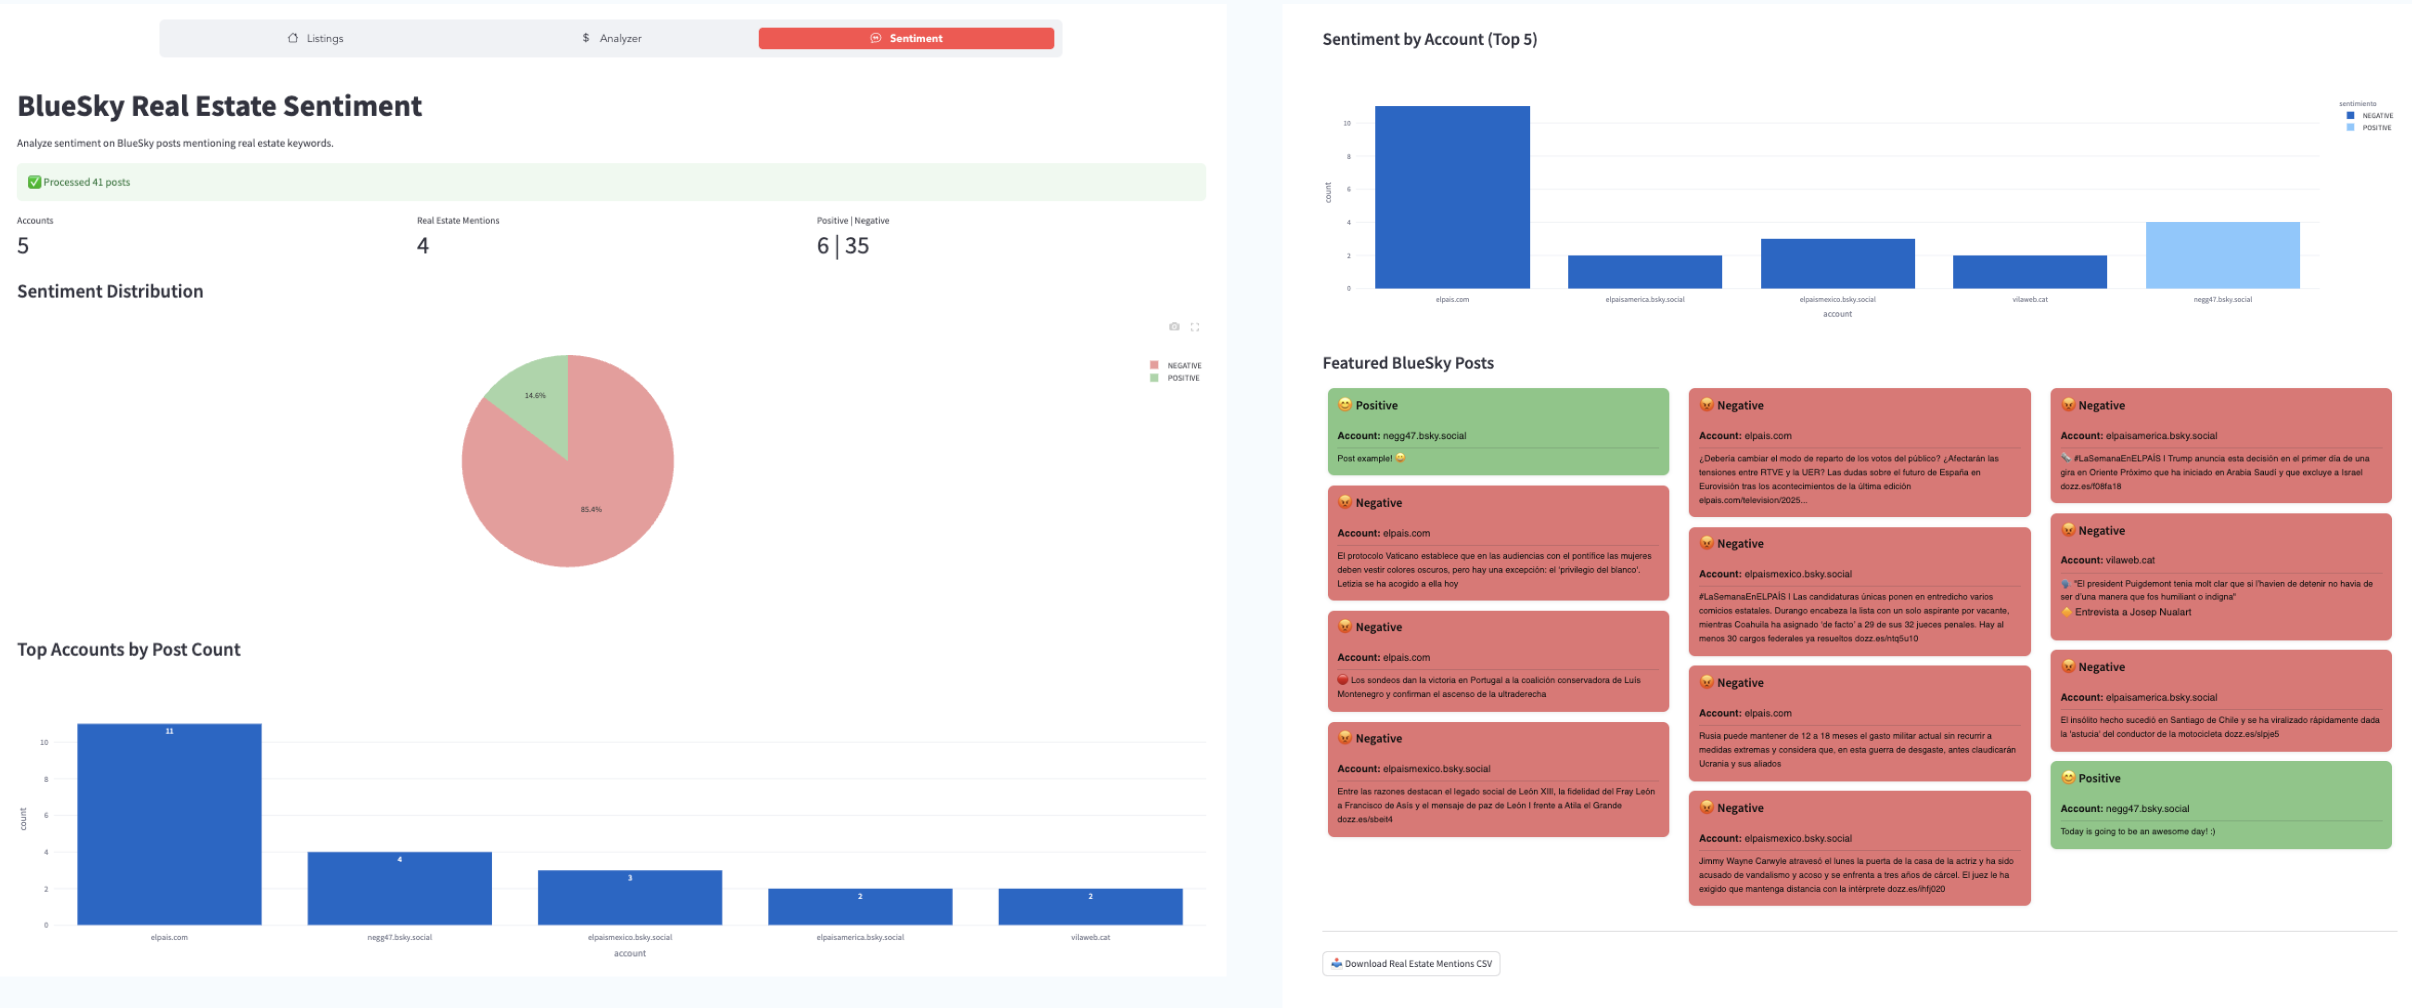 Listings
$ Analyzer
Sentiment
BlueSky Real Estate Sentiment
Analyze sentiment on BlueSky posts mentioning real estate keywords.
✅ Processed 41 posts
Accounts
5
Real Estate Mentions
4
Positive | Negative
6 | 35
Sentiment Distribution
NEGATIVE
POSITIVE
14.6%
85.4%
Top Accounts by Post Count
count
10
8
6
4
2
0
11
4
3
2
2
elpais.com
negg47.bsky.social
elpaismexico.bsky.social
elpaisamerica.bsky.social
vilaweb.cat
account
Sentiment by Account (Top 5)
count
10
8
6
4
2
0
sentimiento
NEGATIVE
POSITIVE
elpais.com
elpaisamerica.bsky.social
elpaismexico.bsky.social
vilaweb.cat
negg47.bsky.social
account
Featured BlueSky Posts
😊 Positive
Account: negg47.bsky.social
Post example! 😄
😡 Negative
Account: elpais.com
El protocolo Vaticano establece que en las audiencias con el pontífice las mujeres
deben vestir colores oscuros, pero hay una excepción: el 'privilegio del blanco'.
Letizia se ha acogido a ella hoy
😡 Negative
Account: elpais.com
🔴 Los sondeos dan la victoria en Portugal a la coalición conservadora de Luís
Montenegro y confirman el ascenso de la ultraderecha
😡 Negative
Account: elpaismexico.bsky.social
Entre las razones destacan el legado social de León XIII, la fidelidad del Fray León
a Francisco de Asís y el mensaje de paz de León I frente a Atila el Grande
dozz.es/sbeit4
😡 Negative
Account: elpais.com
¿Debería cambiar el modo de reparto de los votos del público? ¿Afectarán las
tensiones entre RTVE y la UER? Las dudas sobre el futuro de España en
Eurovisión tras los acontecimientos de la última edición
elpais.com/television/2025...
😡 Negative
Account: elpaismexico.bsky.social
#LaSemanaEnELPAÍS | Las candidaturas únicas ponen en entredicho varios
comicios estatales. Durango encabeza la lista con un solo aspirante por vacante,
mientras Coahuila ha asignado 'de facto' a 29 de sus 32 jueces penales. Hay al
menos 30 cargos federales ya resueltos dozz.es/ntq5u10
😡 Negative
Account: elpais.com
Rusia puede mantener de 12 a 18 meses el gasto militar actual sin recurrir a
medidas extremas y considera que, en esta guerra de desgaste, antes claudicarán
Ucrania y sus aliados
😡 Negative
Account: elpaismexico.bsky.social
Jimmy Wayne Carwyle atravesó el lunes la puerta de la casa de la actriz y ha sido
acusado de vandalismo y acoso y se enfrenta a tres años de cárcel. El juez le ha
exigido que mantenga distancia con la intérprete dozz.es/ihfj020
😡 Negative
Account: elpaisamerica.bsky.social
🗞️ #LaSemanaEnELPAÍS | Trump anuncia esta decisión en el primer día de una
gira en Oriente Próximo que ha iniciado en Arabia Saudí y que excluye a Israel
dozz.es/f08fa18
😡 Negative
Account: vilaweb.cat
🗣️ "El president Puigdemont tenia molt clar que si l'havien de detenir no havia de
ser d'una manera que fos humiliant o indigna"
🔸 Entrevista a Josep Nualart
😡 Negative
Account: elpaisamerica.bsky.social
El insólito hecho sucedió en Santiago de Chile y se ha viralizado rápidamente dada
la 'astucia' del conductor de la motocicleta dozz.es/slpje5
😊 Positive
Account: negg47.bsky.social
Today is going to be an awesome day! :)
📥 Download Real Estate Mentions CSV